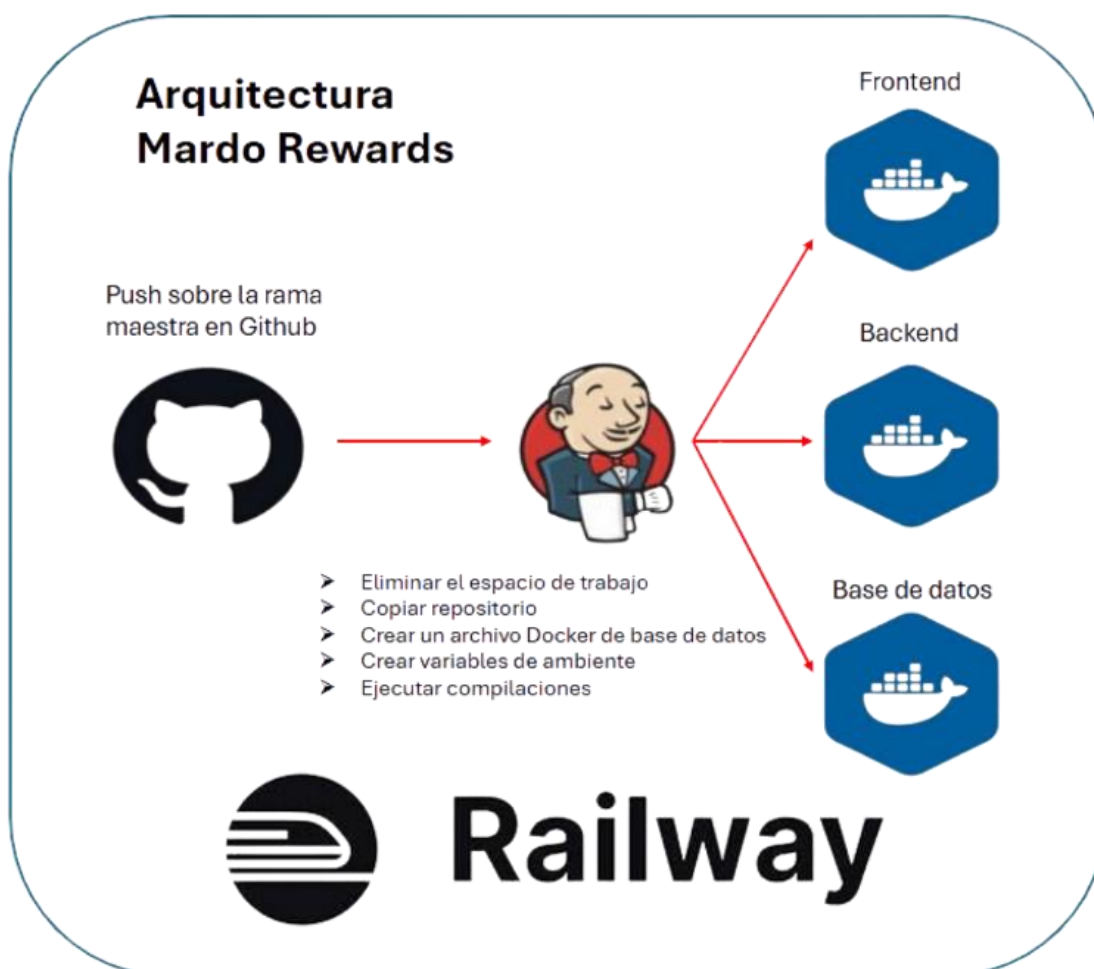 Arquitectura
Mardo Rewards
Frontend
Push sobre la rama
maestra en Github
Backend
Base de datos
➤ Eliminar el espacio de trabajo
➤ Copiar repositorio
➤ Crear un archivo Docker de base de datos
➤ Crear variables de ambiente
➤ Ejecutar compilaciones
Railway